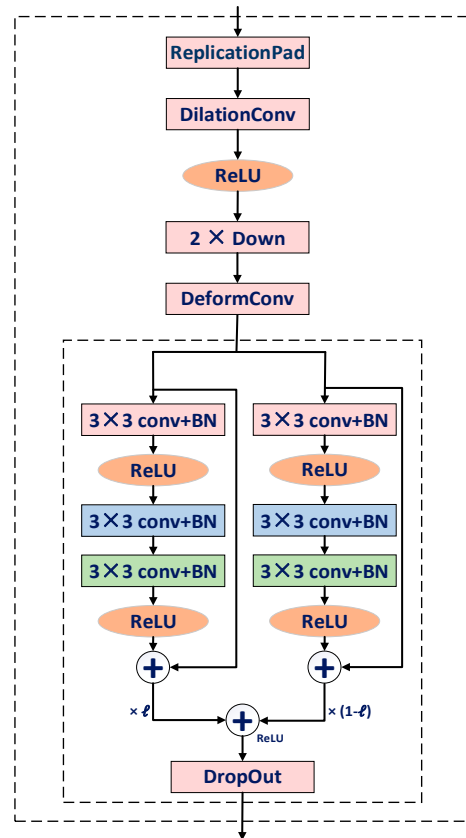 ReplicationPad
DilationConv
ReLU
2 × Down
DeformConv
3×3 conv+BN
3×3 conv+BN
ReLU
ReLU
3×3 conv+BN
3×3 conv+BN
3×3 conv+BN
3×3 conv+BN
ReLU
ReLU
+
+
× ℓ
× (1-ℓ)
+
ReLU
DropOut